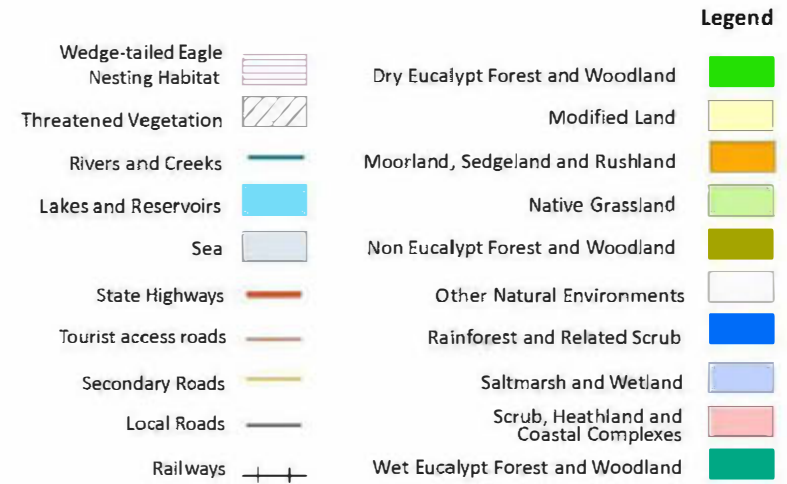 Legend
Wedge-tailed Eagle
Nesting Habitat
Threatened Vegetation
Rivers and Creeks
Lakes and Reservoirs
Sea
State Highways
Tourist access roads
Secondary Roads
Local Roads
Railways
Dry Eucalypt Forest and Woodland
Modified Land
Moorland, Sedgeland and Rushland
Native Grassland
Non Eucalypt Forest and Woodland
Other Natural Environments
Rainforest and Related Scrub
Saltmarsh and Wetland
Scrub, Heathland and
Coastal Complexes
Wet Eucalypt Forest and Woodland